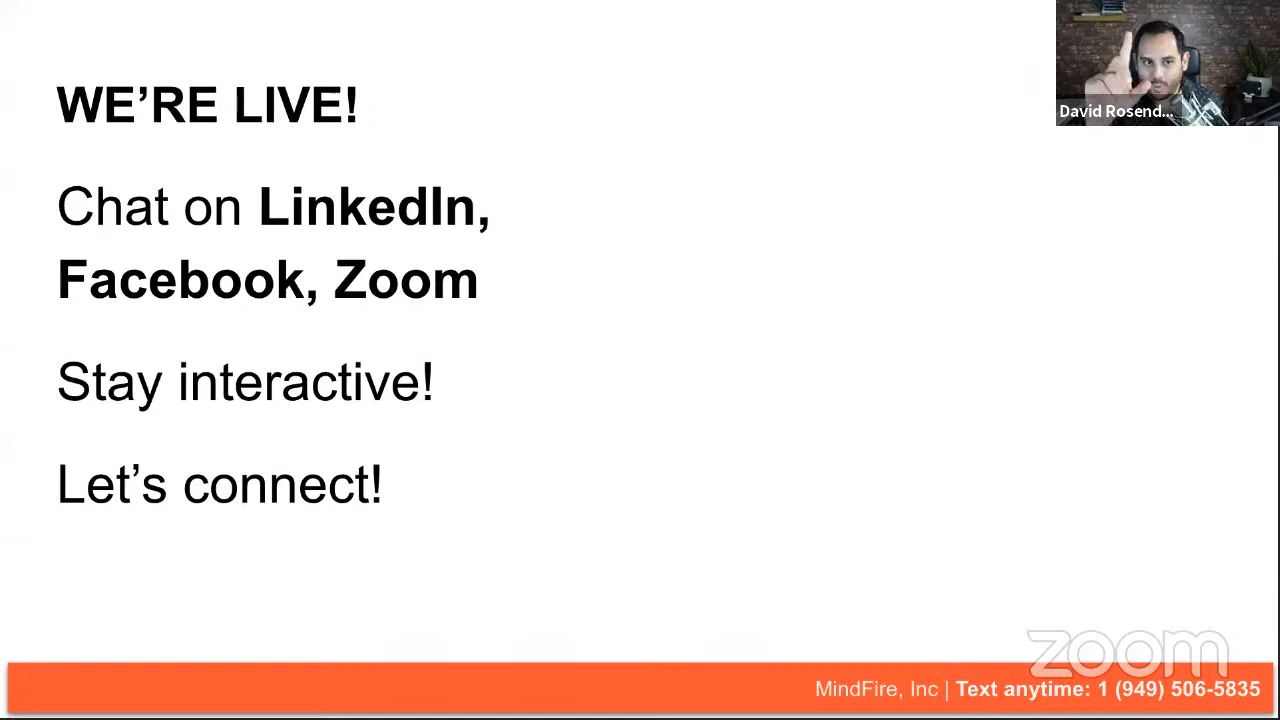 WE’RE LIVE!
David Rosend...
Chat on LinkedIn,
Facebook, Zoom
Stay interactive!
Let’s connect!
zoom
MindFire, Inc | Text anytime: 1 (949) 506-5835